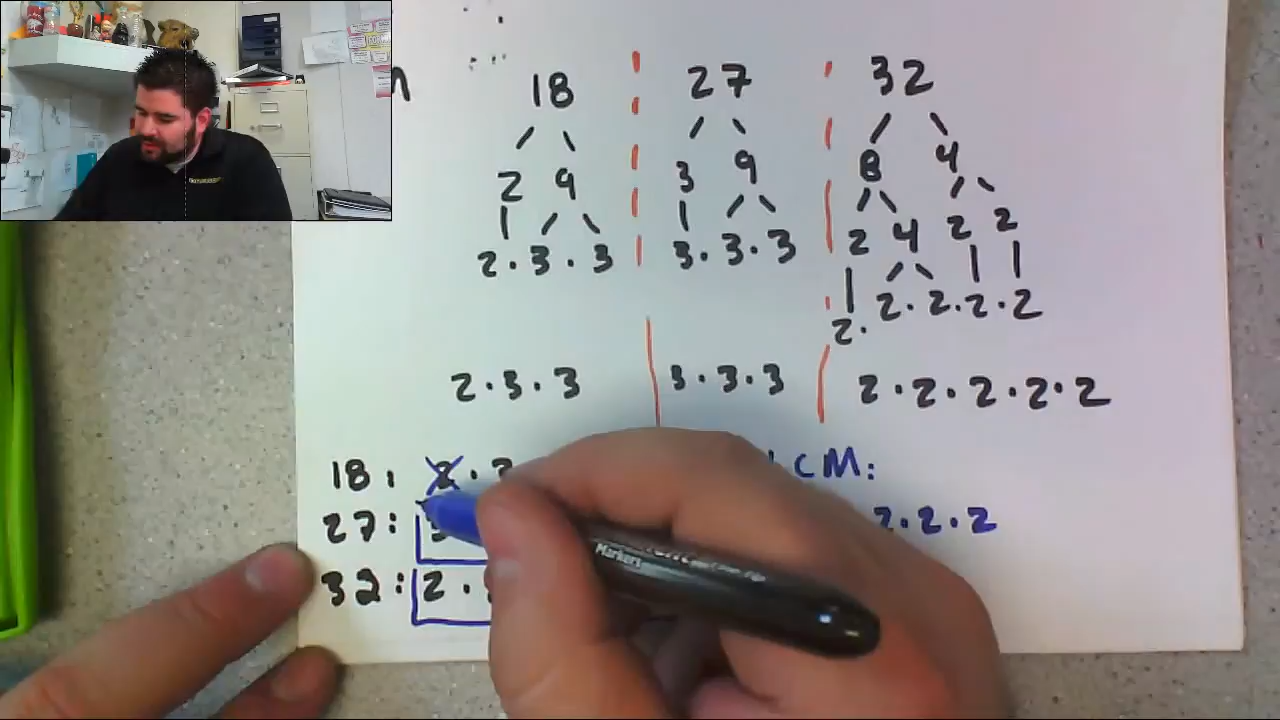 18 27 32
2 9 3 9 8 4
2 4 2 2
2 · 3 · 3 3 · 3 · 3 2 · 2 · 2 · 2 · 2
2 · 3 · 3 3 · 3 · 3 2 · 2 · 2 · 2 · 2
18: 2 ·
CM:
27: 2 · 2 · 2
32: 2 ·
Markers